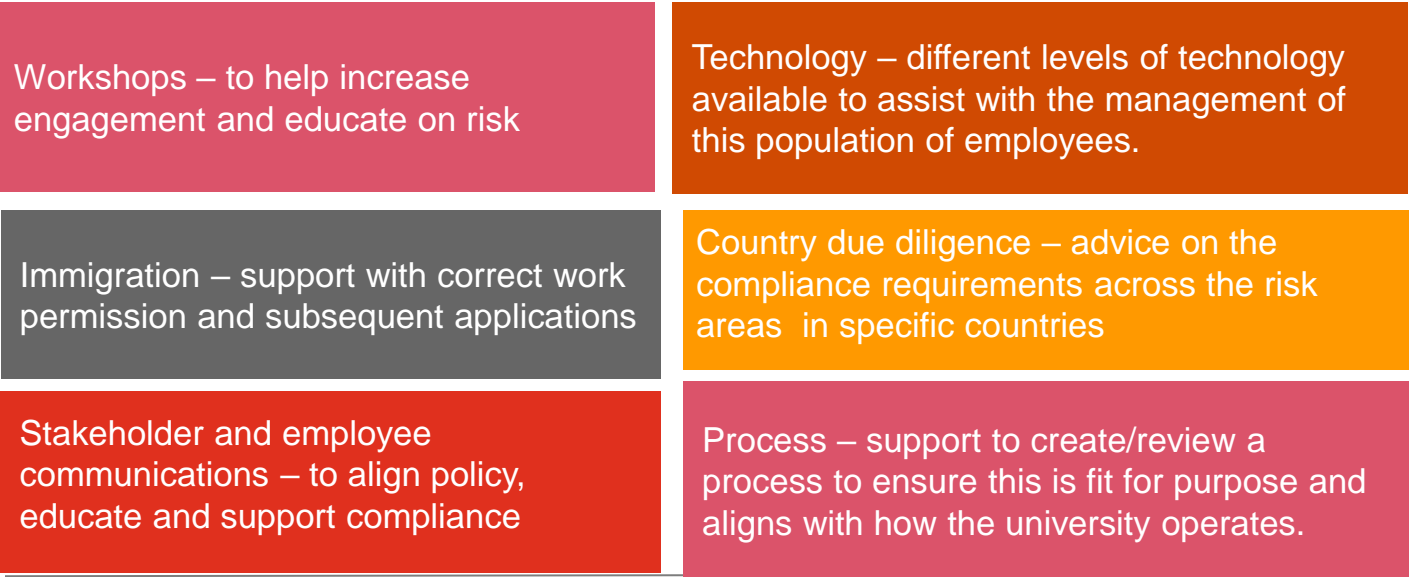 Workshops – to help increase
engagement and educate on risk
Technology – different levels of technology
available to assist with the management of
this population of employees.
Immigration – support with correct work
permission and subsequent applications
Country due diligence – advice on the
compliance requirements across the risk
areas  in specific countries
Stakeholder and employee
communications – to align policy,
educate and support compliance
Process – support to create/review a
process to ensure this is fit for purpose and
aligns with how the university operates.